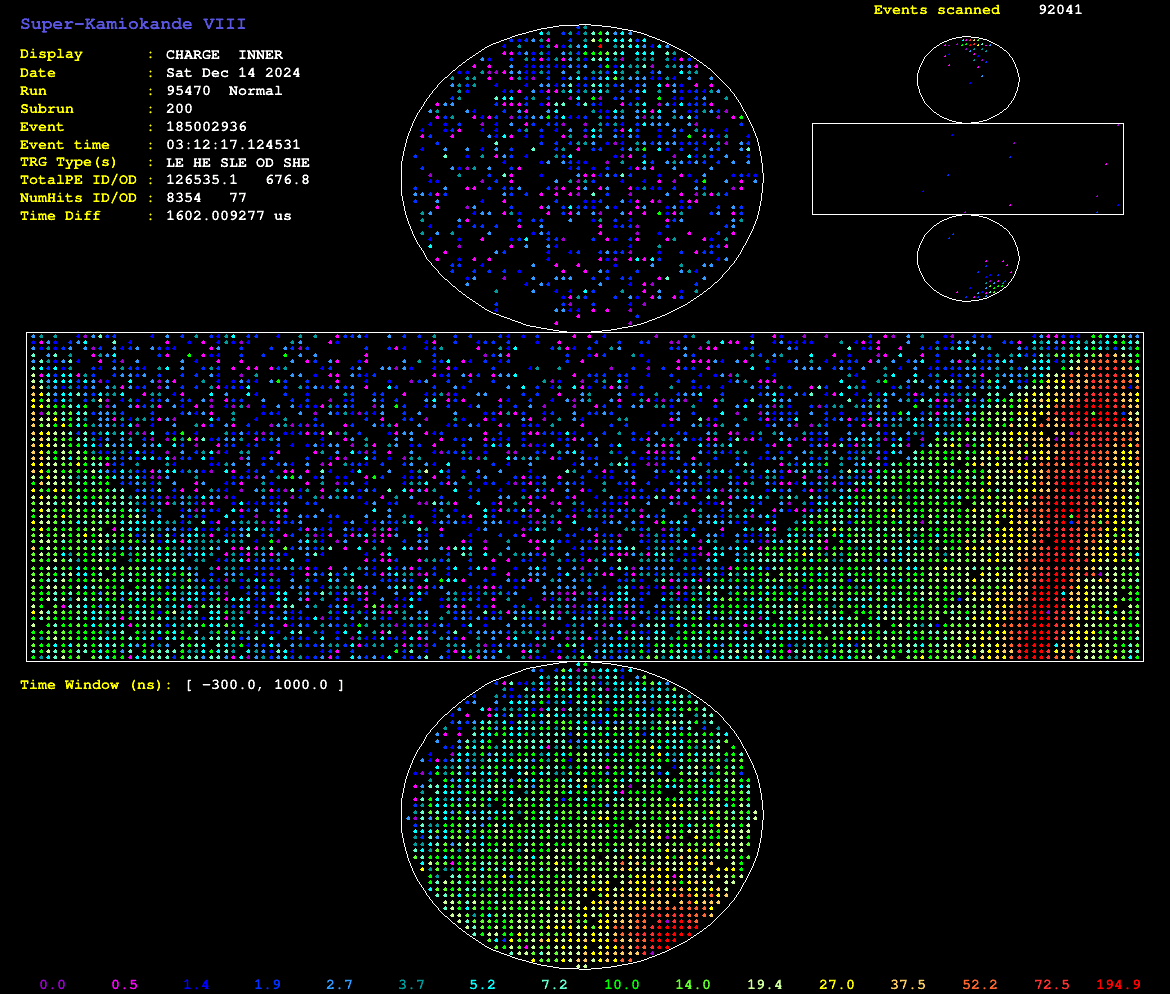 Super-Kamiokande VIII
Events scanned 92041
Display : CHARGE INNER
Date : Sat Dec 14 2024
Run : 95470 Normal
Subrun : 200
Event : 185002936
Event time : 03:12:17.124531
TRG Type(s) : LE HE SLE OD SHE
TotalPE ID/OD : 126535.1 676.8
NumHits ID/OD : 8354 77
Time Diff : 1602.009277 us
Time Window (ns): [ −300.0, 1000.0 ]
0.0 0.5 1.4 1.9 2.7 3.7 5.2 7.2 10.0 14.0 19.4 27.0 37.5 52.2 72.5 194.9